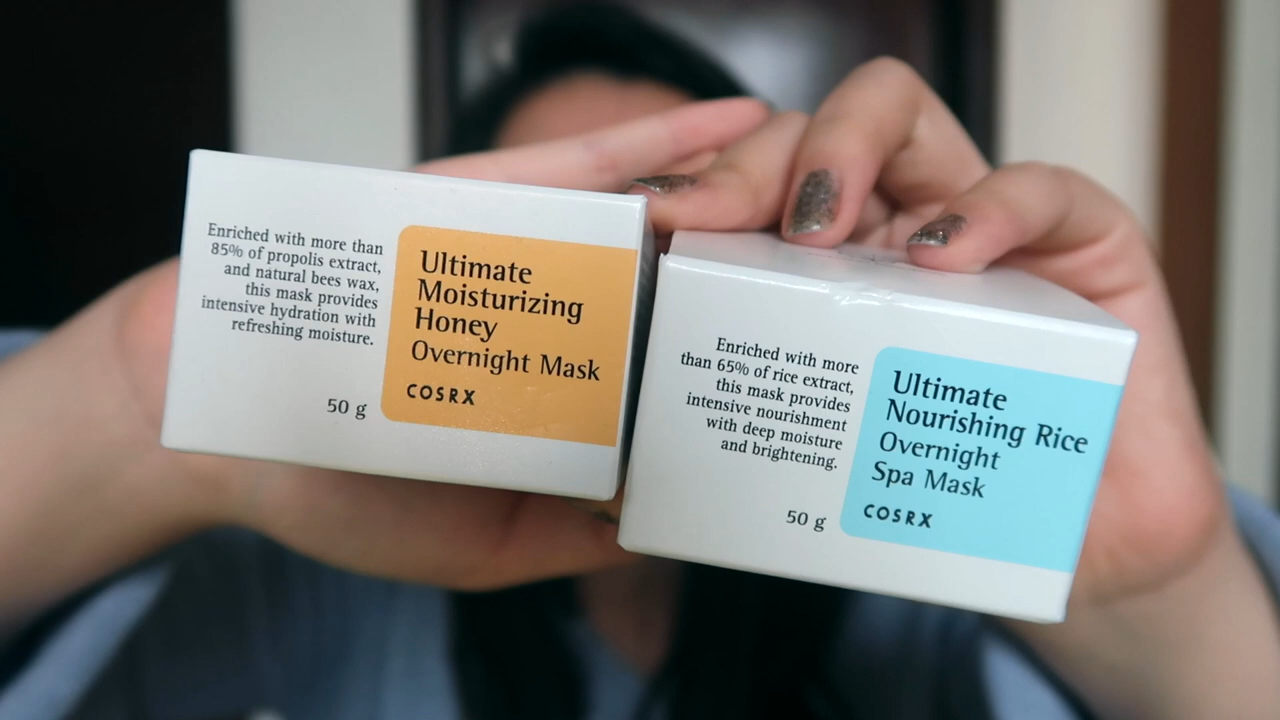 Enriched with more than
85% of propolis extract,
and natural bees wax,
this mask provides
intensive hydration with
refreshing moisture.
50 g
Ultimate
Moisturizing
Honey
Overnight Mask
COSRX
Enriched with more
than 65% of rice extract,
this mask provides
intensive nourishment
with deep moisture
and brightening.
50 g
Ultimate
Nourishing Rice
Overnight
Spa Mask
COSRX